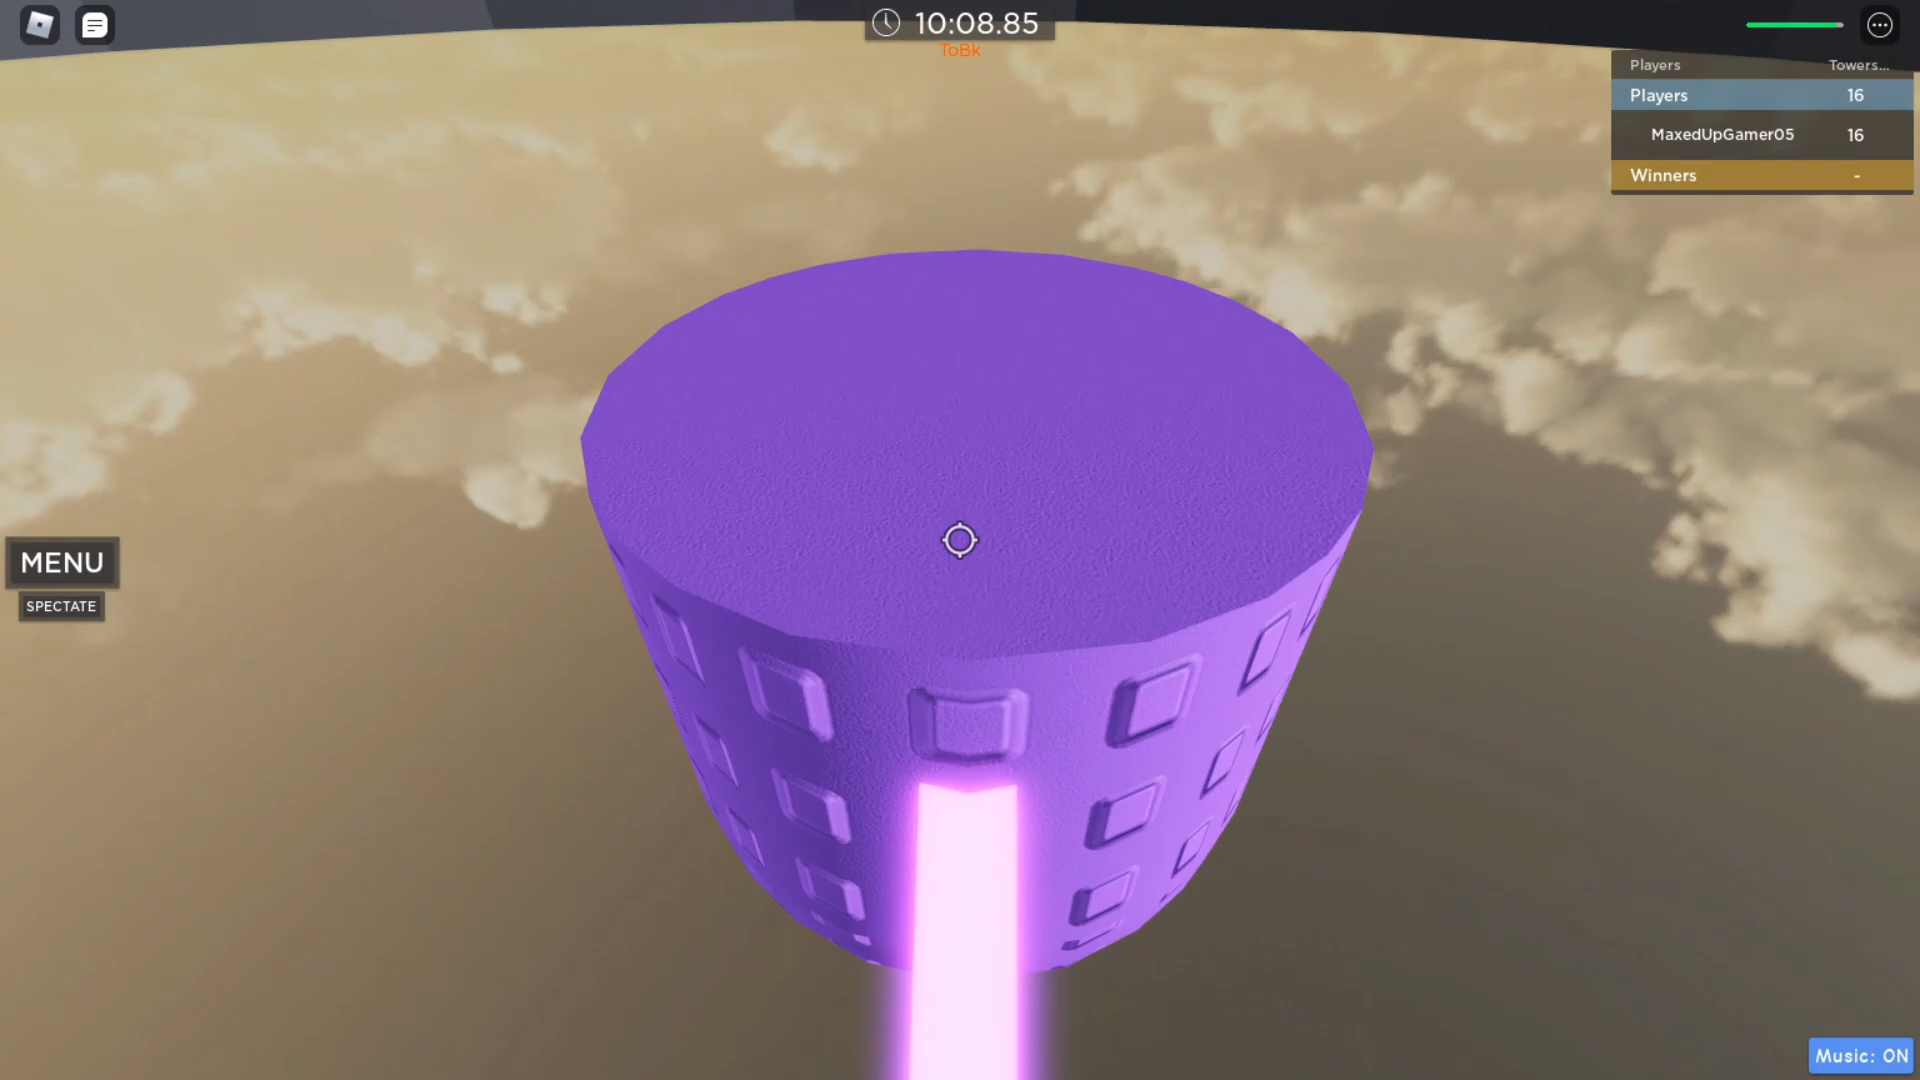 10:08.85
ToBk
Players Towers...
Players 16
MaxedUpGamer05 16
Winners -
MENU
SPECTATE
Music: ON